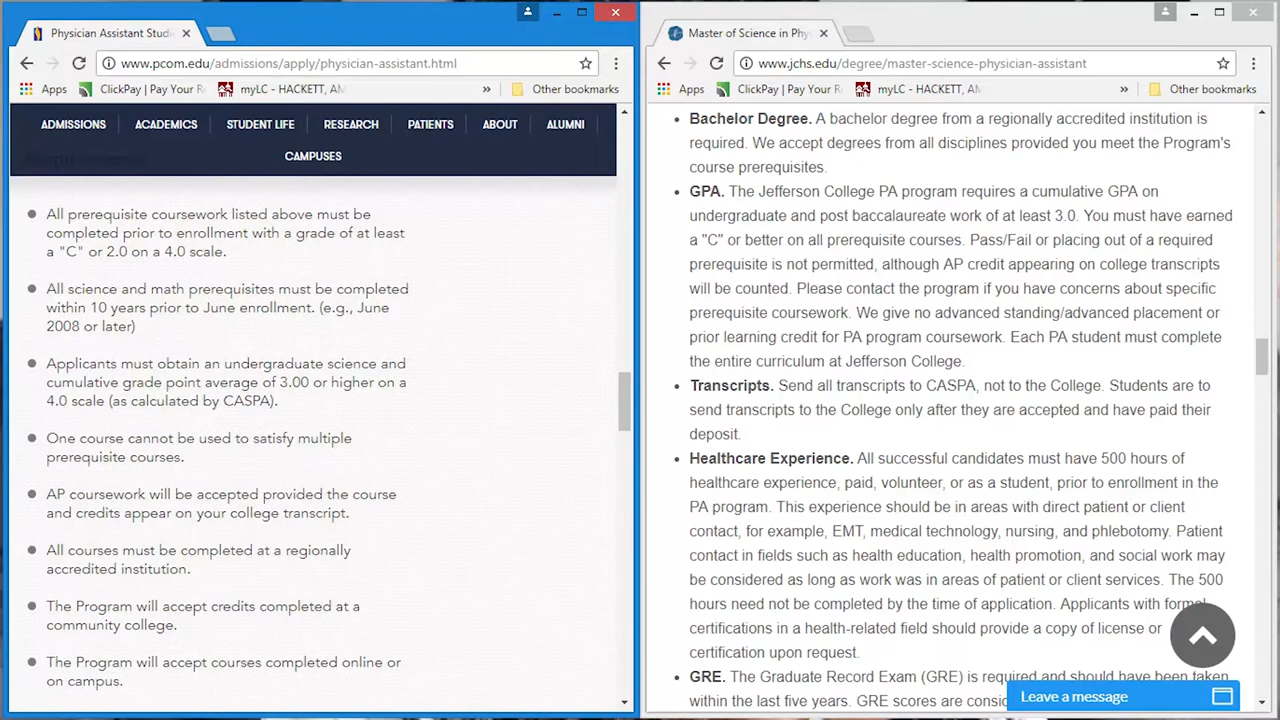 Physician Assistant Studi
www.pcom.edu/admissions/apply/physician-assistant.html
Apps
ClickPay | Pay Your R
myLC - HACKETT, AM
»
Other bookmarks
ADMISSIONS
ACADEMICS
STUDENT LIFE
RESEARCH
PATIENTS
ABOUT
ALUMNI
CAMPUSES
All prerequisite coursework listed above must be
completed prior to enrollment with a grade of at least
a "C" or 2.0 on a 4.0 scale.
All science and math prerequisites must be completed
within 10 years prior to June enrollment. (e.g., June
2008 or later)
Applicants must obtain an undergraduate science and
cumulative grade point average of 3.00 or higher on a
4.0 scale (as calculated by CASPA).
One course cannot be used to satisfy multiple
prerequisite courses.
AP coursework will be accepted provided the course
and credits appear on your college transcript.
All courses must be completed at a regionally
accredited institution.
The Program will accept credits completed at a
community college.
The Program will accept courses completed online or
on campus.
Master of Science in Phy
www.jchs.edu/degree/master-science-physician-assistant
Apps
ClickPay | Pay Your R
myLC - HACKETT, AM
»
Other bookmarks
Bachelor Degree. A bachelor degree from a regionally accredited institution is
required. We accept degrees from all disciplines provided you meet the Program's
course prerequisites.
GPA. The Jefferson College PA program requires a cumulative GPA on
undergraduate and post baccalaureate work of at least 3.0. You must have earned
a "C" or better on all prerequisite courses. Pass/Fail or placing out of a required
prerequisite is not permitted, although AP credit appearing on college transcripts
will be counted. Please contact the program if you have concerns about specific
prerequisite coursework. We give no advanced standing/advanced placement or
prior learning credit for PA program coursework. Each PA student must complete
the entire curriculum at Jefferson College.
Transcripts. Send all transcripts to CASPA, not to the College. Students are to
send transcripts to the College only after they are accepted and have paid their
deposit.
Healthcare Experience. All successful candidates must have 500 hours of
healthcare experience, paid, volunteer, or as a student, prior to enrollment in the
PA program. This experience should be in areas with direct patient or client
contact, for example, EMT, medical technology, nursing, and phlebotomy. Patient
contact in fields such as health education, health promotion, and social work may
be considered as long as work was in areas of patient or client services. The 500
hours need not be completed by the time of application. Applicants with formal
certifications in a health-related field should provide a copy of license or
certification upon request.
GRE. The Graduate Record Exam (GRE) is required and should have been taken
within the last five years. GRE scores are consi
Leave a message